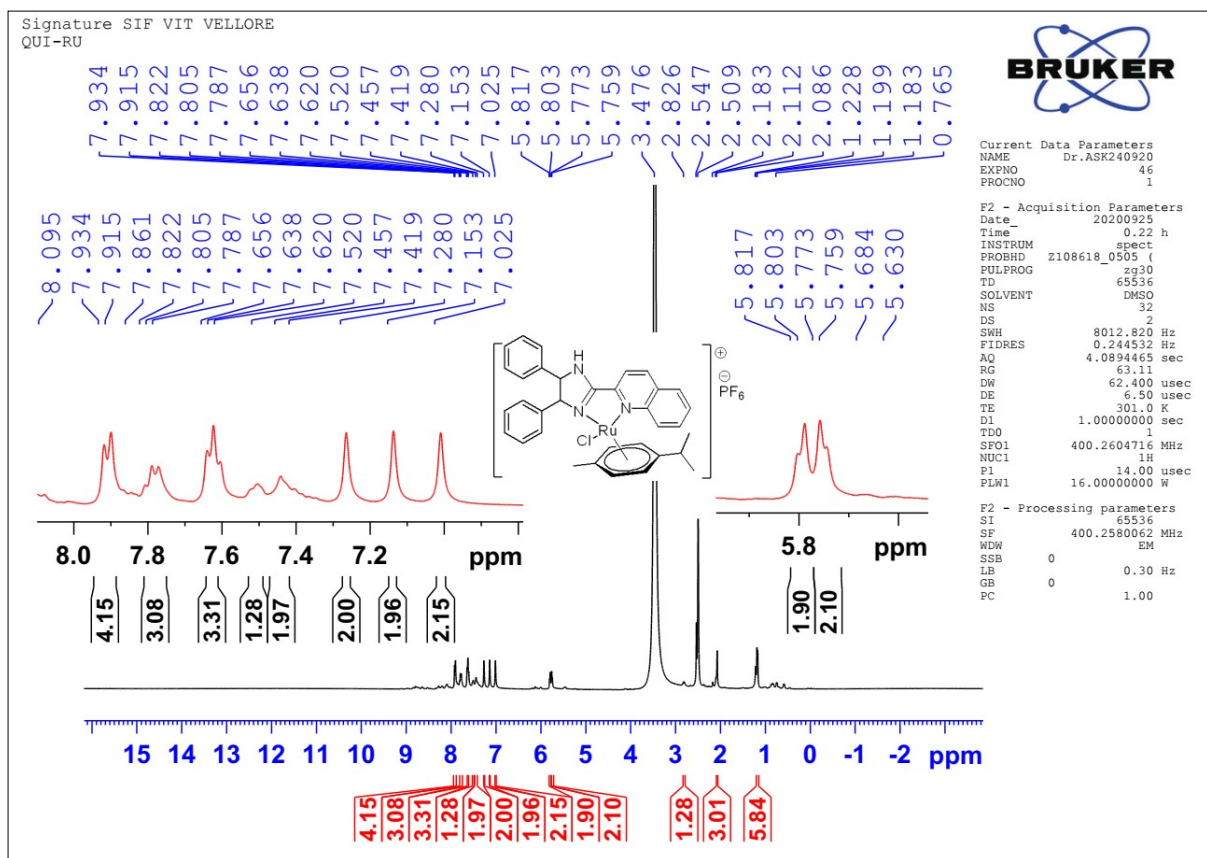 Signature SIF VIT VELLORE
QUI-RU
7.934
7.915
7.822
7.805
7.787
7.656
7.638
7.620
7.520
7.457
7.419
7.280
7.153
7.025
5.817
5.803
5.773
5.759
3.476
2.826
2.547
2.509
2.183
2.112
2.086
1.228
1.199
1.183
0.765
BRUKER
8.095
7.934
7.915
7.861
7.822
7.805
7.787
7.656
7.638
7.620
7.520
7.457
7.419
7.280
7.153
7.025
5.817
5.803
5.773
5.759
5.684
5.630
Current Data Parameters
NAME Dr.ASK240920
EXPNO 46
PROCNO 1
F2 - Acquisition Parameters
Date_ 20200925
Time 0.22 h
INSTRUM spect
PROBHD Z108618_0505 (
PULPROG zg30
TD 65536
SOLVENT DMSO
NS 32
DS 2
SWH 8012.820 Hz
FIDRES 0.244532 Hz
AQ 4.0894465 sec
RG 63.11
DW 62.400 usec
DE 6.50 usec
TE 301.0 K
D1 1.00000000 sec
TD0 1
SFO1 400.2604716 MHz
NUC1 1H
P1 14.00 usec
PLW1 16.00000000 W
F2 - Processing parameters
SI 65536
SF 400.2580062 MHz
WDW EM
SSB 0
LB 0.30 Hz
GB 0
PC 1.00
H
N
N
N
Cl
Ru
⊕
⊖
PF6
8.0 7.8 7.6 7.4 7.2 ppm
5.8 ppm
4.15
3.08
3.31
1.28
1.97
2.00
1.96
2.15
1.90
2.10
15 14 13 12 11 10 9 8 7 6 5 4 3 2 1 0 -1 -2 ppm
4.15
3.08
3.31
1.28
1.97
2.00
1.96
2.15
1.90
2.10
1.28
3.01
5.84